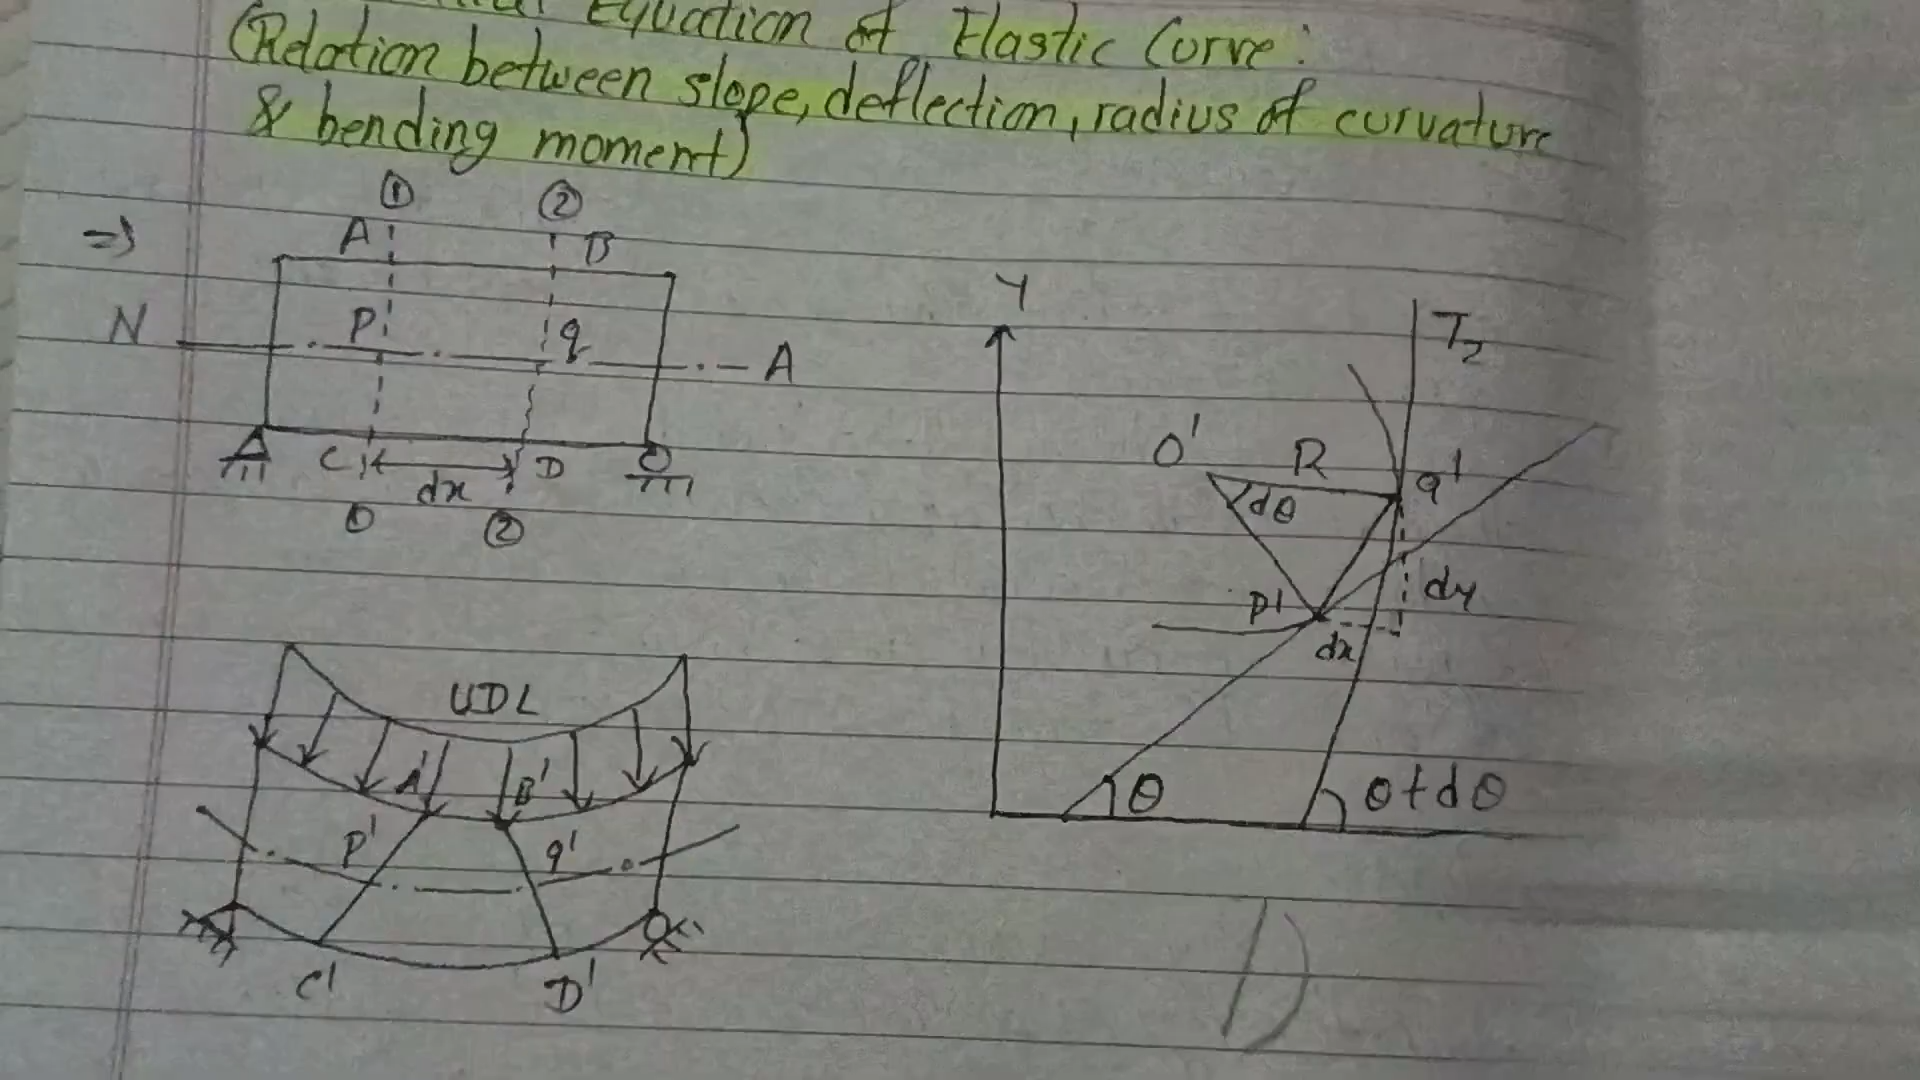 Equation of Elastic Curve:
(Relation between slope, deflection, radius of curvature
& bending moment)
① ②
⇒ A B
N P q A
C dx D
① ②
Y
T2
O' R q'
dθ
P' dy
dx
θ θ+dθ
UDL
A' B'
P' q'
C' D'